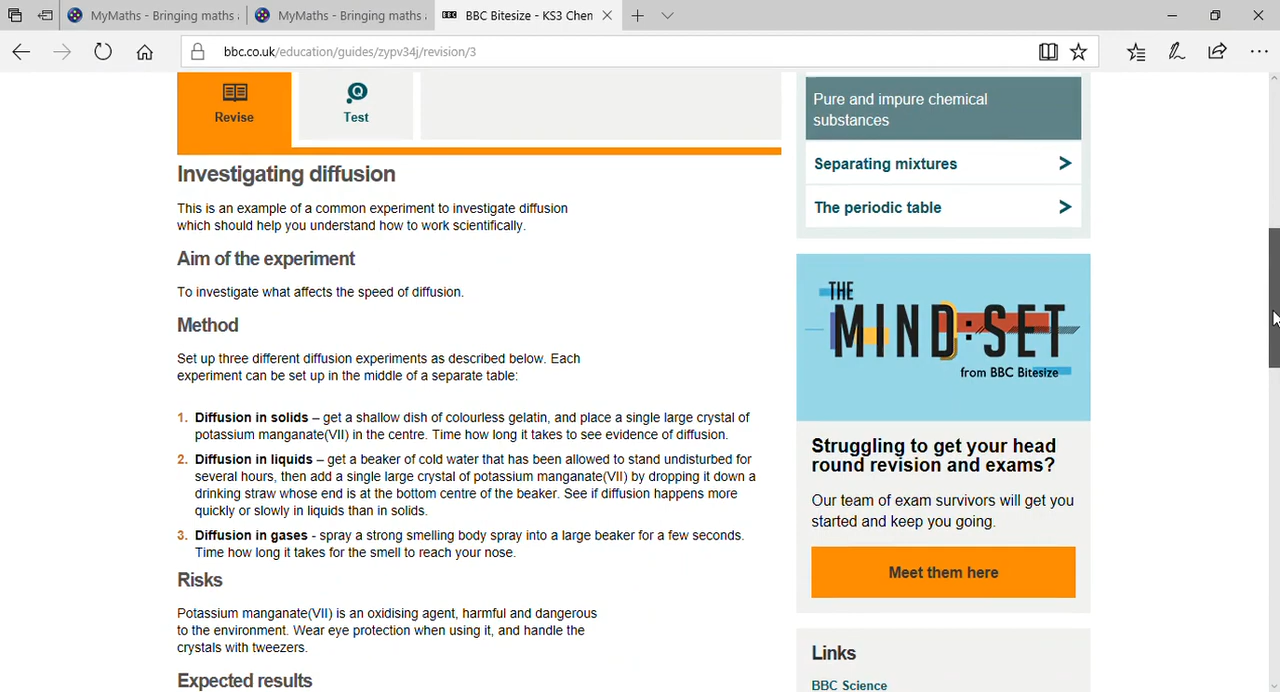 MyMaths - Bringing maths
MyMaths - Bringing maths
BBC Bitesize - KS3 Chen
bbc.co.uk/education/guides/zypv34j/revision/3
Revise
Test
Investigating diffusion
This is an example of a common experiment to investigate diffusion
which should help you understand how to work scientifically.
Aim of the experiment
To investigate what affects the speed of diffusion.
Method
Set up three different diffusion experiments as described below. Each
experiment can be set up in the middle of a separate table:
1. Diffusion in solids – get a shallow dish of colourless gelatin, and place a single large crystal of
potassium manganate(VII) in the centre. Time how long it takes to see evidence of diffusion.
2. Diffusion in liquids – get a beaker of cold water that has been allowed to stand undisturbed for
several hours, then add a single large crystal of potassium manganate(VII) by dropping it down a
drinking straw whose end is at the bottom centre of the beaker. See if diffusion happens more
quickly or slowly in liquids than in solids.
3. Diffusion in gases - spray a strong smelling body spray into a large beaker for a few seconds.
Time how long it takes for the smell to reach your nose.
Risks
Potassium manganate(VII) is an oxidising agent, harmful and dangerous
to the environment. Wear eye protection when using it, and handle the
crystals with tweezers.
Expected results
Pure and impure chemical
substances
Separating mixtures
The periodic table
THE
MIND:SET
from BBC Bitesize
Struggling to get your head
round revision and exams?
Our team of exam survivors will get you
started and keep you going.
Meet them here
Links
BBC Science